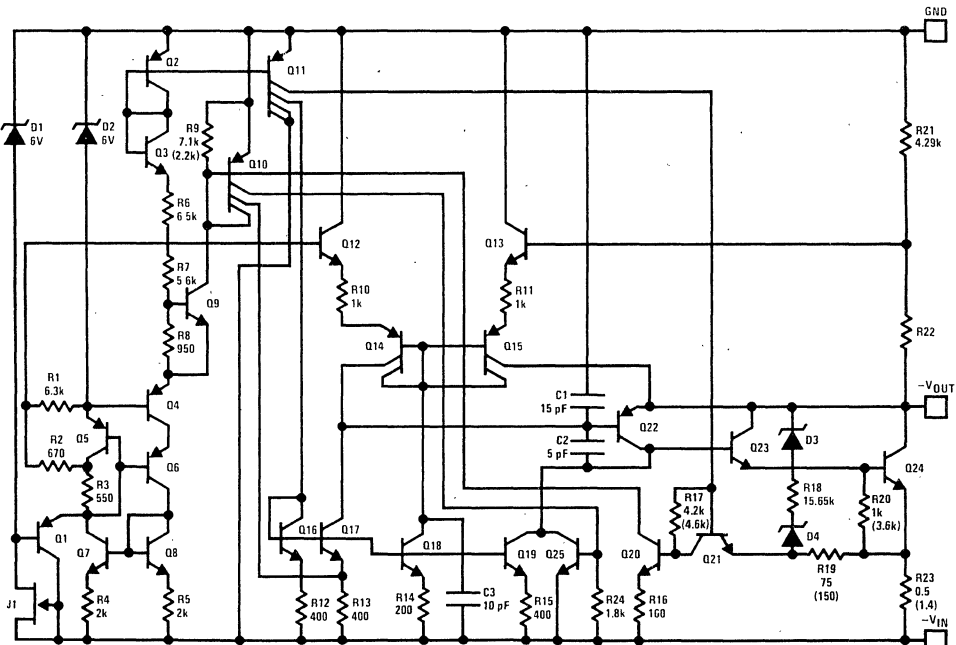 GND
Q2
Q11
D1
6V
D2
6V
R9
7.1k
(2.2k)
Q10
Q3
R21
4.29k
R6
6 5k
Q12
Q13
R7
5 6k
Q9
R10
1k
R11
1k
R8
950
Q14
Q15
R22
R1
6.3k
Q4
C1
15 pF
-VOUT
Q5
Q22
R2
670
Q6
C2
5 pF
Q23
D3
Q24
R3
550
R17
4.2k
(4.6k)
R18
15.65k
R20
1k
(3.6k)
Q1
Q7
Q8
Q16
Q17
Q18
Q19
Q25
Q20
Q21
D4
R19
75
(150)
J1
R4
2k
R5
2k
R12
400
R13
400
R14
200
C3
10 pF
R15
400
R24
1.8k
R16
160
R23
0.5
(1.4)
-VIN